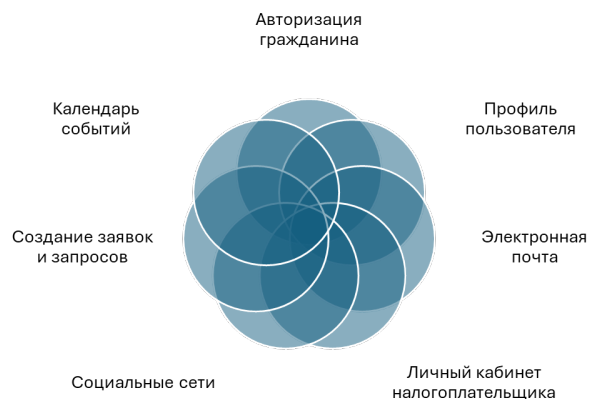 Авторизация
гражданина
Календарь
событий
Профиль
пользователя
Создание заявок
и запросов
Электронная
почта
Социальные сети
Личный кабинет
налогоплательщика